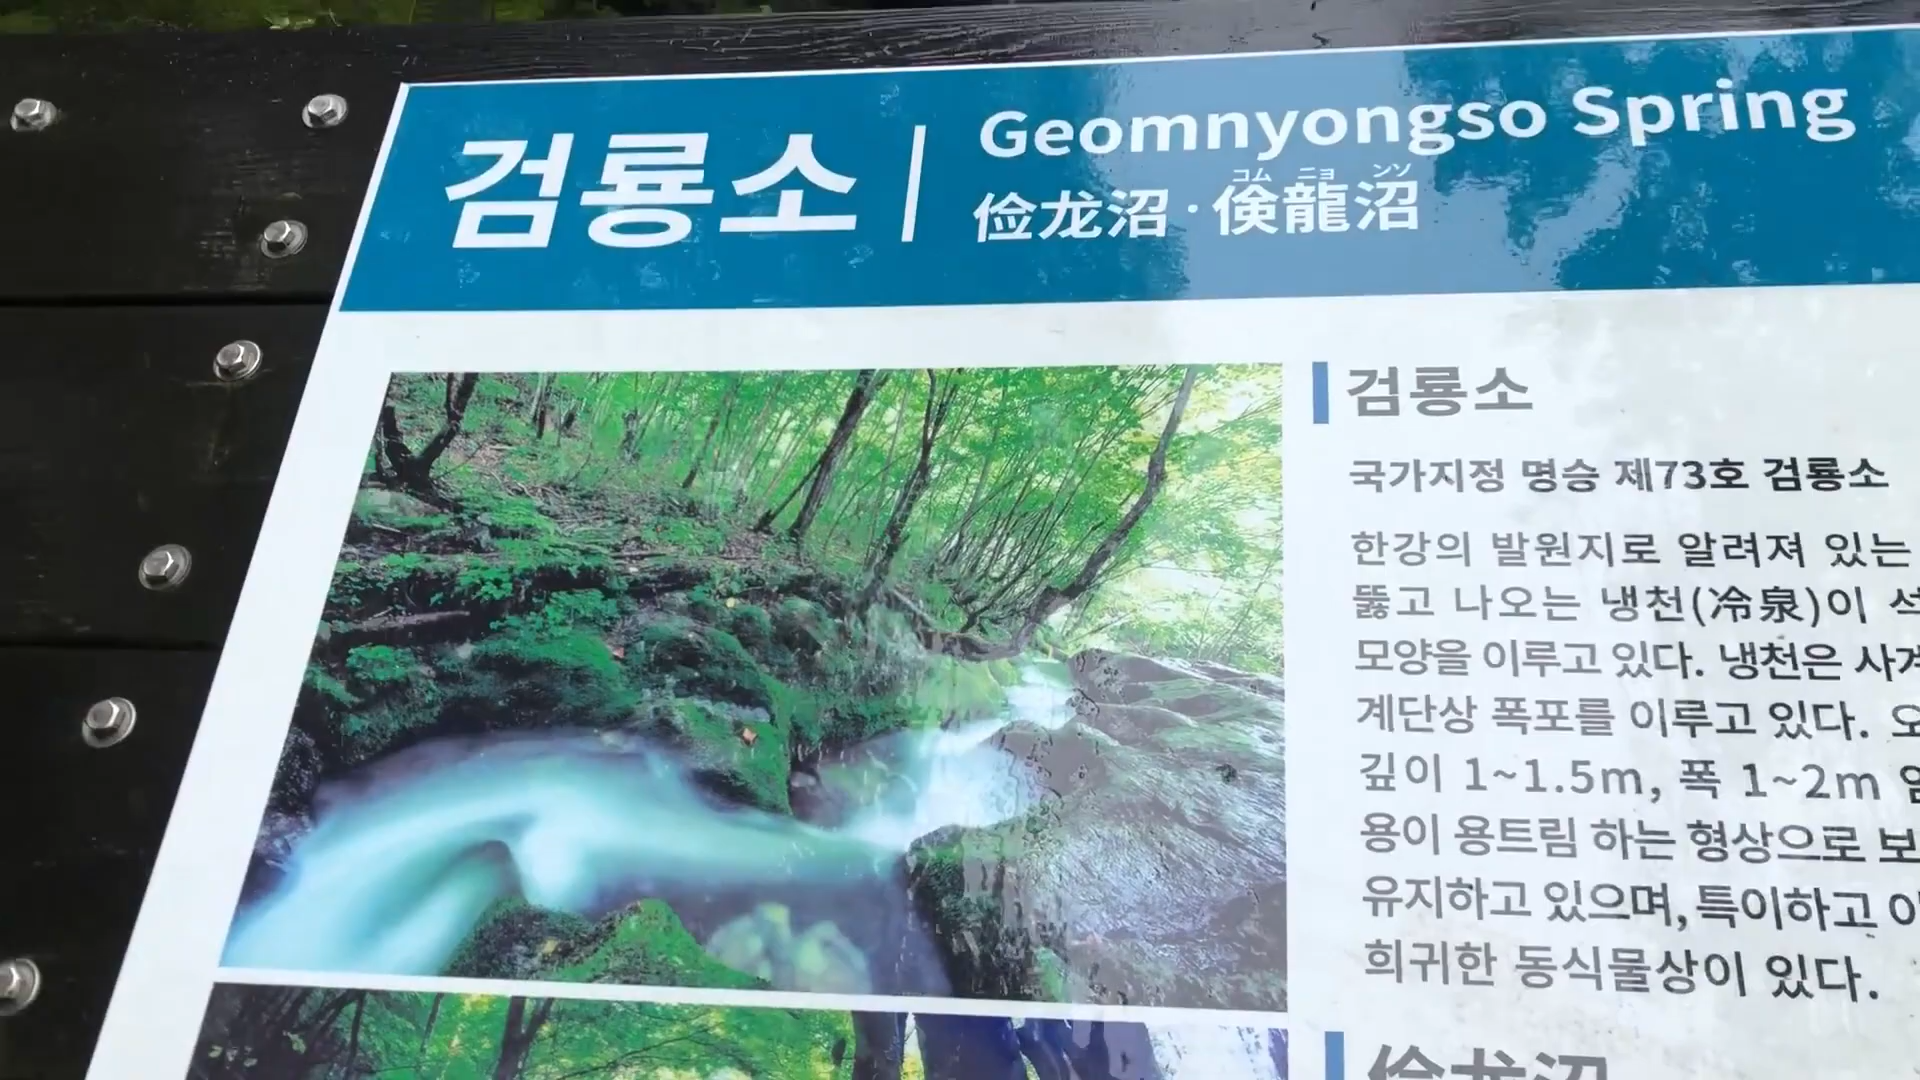 검룡소
Geomnyongso Spring
コム ニョ ンソ
俭龙沼·倹龍沼
검룡소
국가지정 명승 제73호 검룡소
한강의 발원지로 알려져 있는
뚫고 나오는 냉천(冷泉)이
모양을 이루고 있다. 냉천은
계단상 폭포를 이루고 있다.
깊이 1~1.5m, 폭 1~2m
용이 용트림 하는 형상으로
유지하고 있으며, 특이하고
희귀한 동식물상이 있다.
俭龙沼